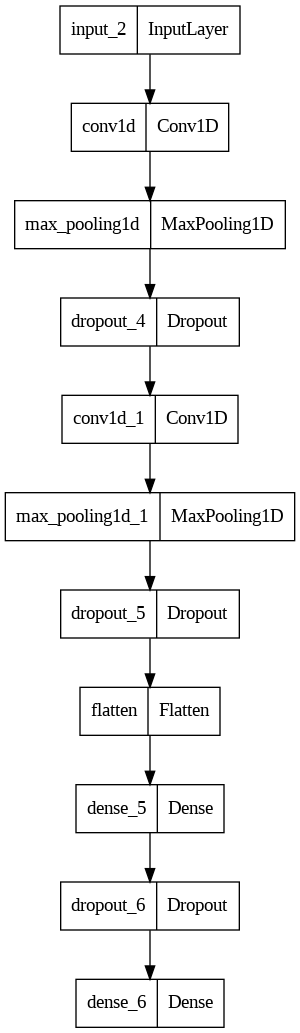 input_2 InputLayer
conv1d Conv1D
max_pooling1d MaxPooling1D
dropout_4 Dropout
conv1d_1 Conv1D
max_pooling1d_1 MaxPooling1D
dropout_5 Dropout
flatten Flatten
dense_5 Dense
dropout_6 Dropout
dense_6 Dense